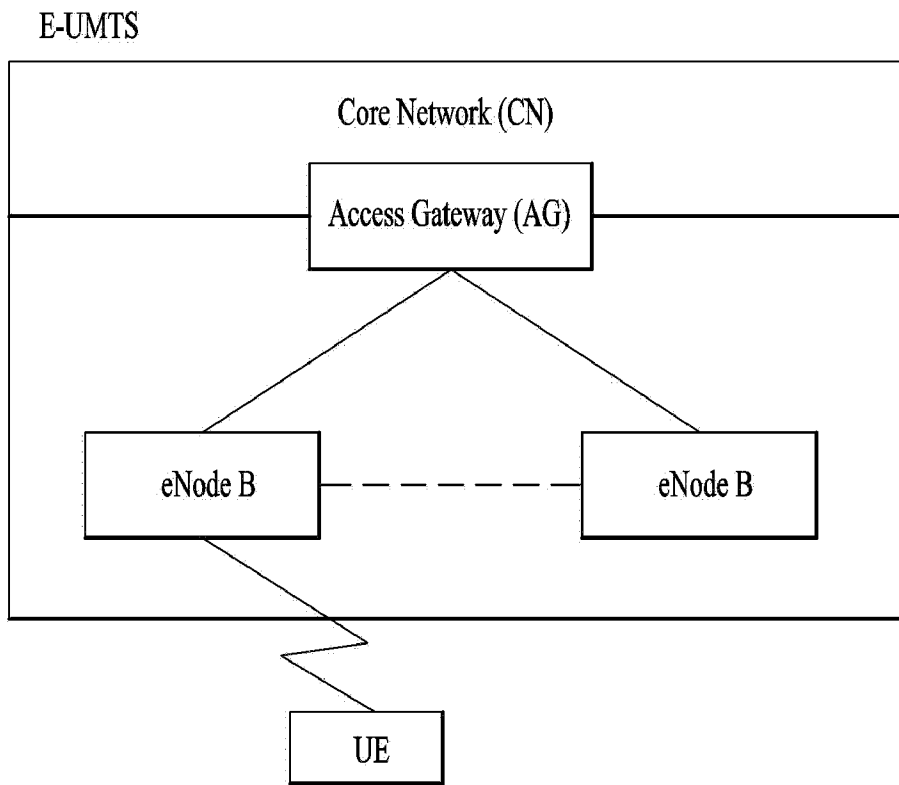 E-UMTS
Core Network (CN)
Access Gateway (AG)
eNode B
eNode B
UE